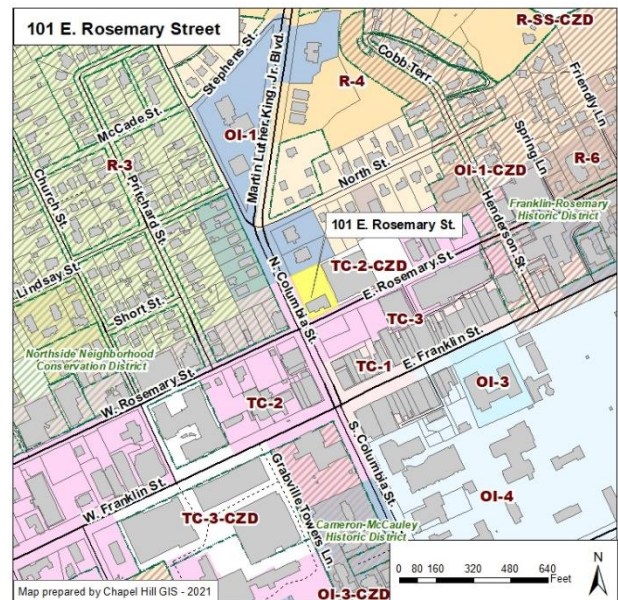 101 E. Rosemary Street
R-SS-CZD
Stephens St.
Martin Luther King, Jr. Blvd.
Cobb Terr.
R-4
Friendly Ln
McCade St.
OI-1
Spring Ln
R-3
North St.
OI-1-CZD
R-6
Church St.
Pritchard St.
Henderson St.
Franklin-Rosemary
Historic District
101 E. Rosemary St.
N. Columbia St.
TC-2-CZD
E. Rosemary St.
Lindsay St.
Short St.
TC-3
E. Franklin St.
Northside Neighborhood
Conservation District
TC-1
OI-3
W. Rosemary St.
TC-2
S. Columbia St.
OI-4
W. Franklin St.
Grabville Towers Ln
TC-3-CZD
Cameron-McCauley
Historic District
OI-3-CZD
0 80 160 320 480 640
Feet
N
Map prepared by Chapel Hill GIS - 2021